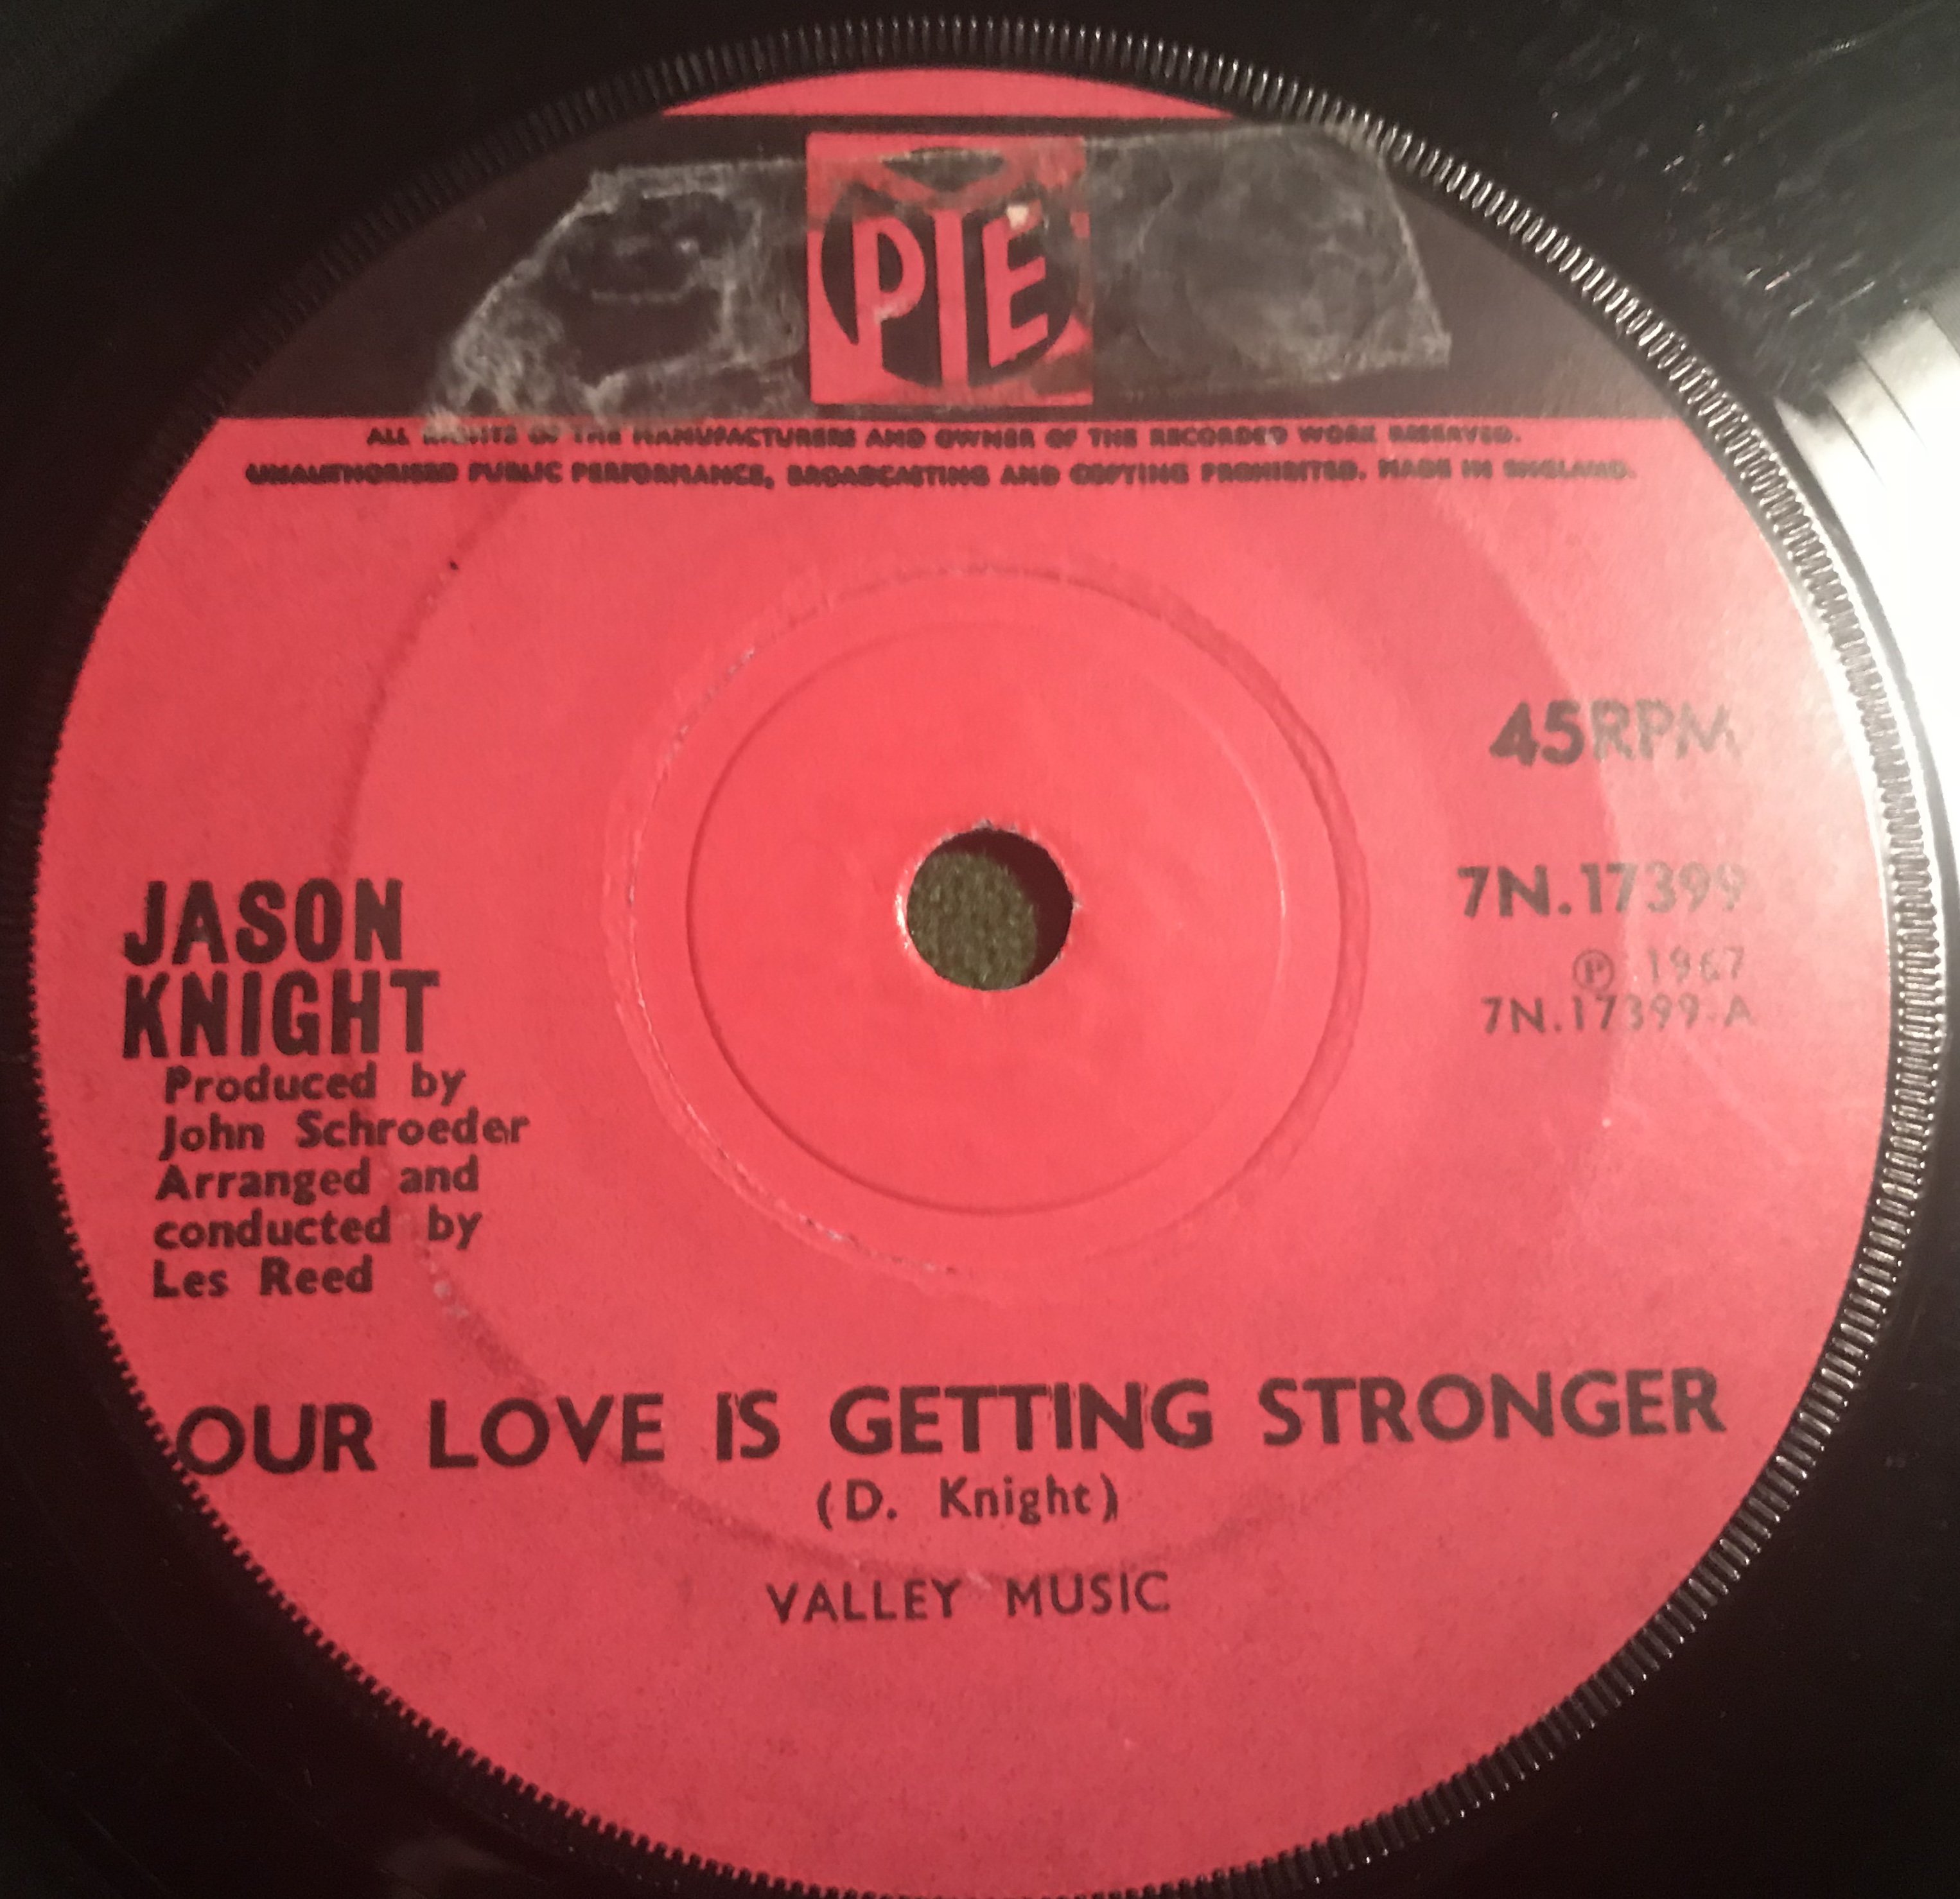 PYE
ALL RIGHTS OF THE MANUFACTURERS AND OWNER OF THE RECORDED WORK RESERVED.
UNAUTHORISED PUBLIC PERFORMANCE, BROADCASTING AND COPYING PROHIBITED. MADE IN ENGLAND.
45RPM
7N.17399
Ⓟ 1967
7N.17399-A
JASON
KNIGHT
Produced by
John Schroeder
Arranged and
conducted by
Les Reed
OUR LOVE IS GETTING STRONGER
(D. Knight)
VALLEY MUSIC